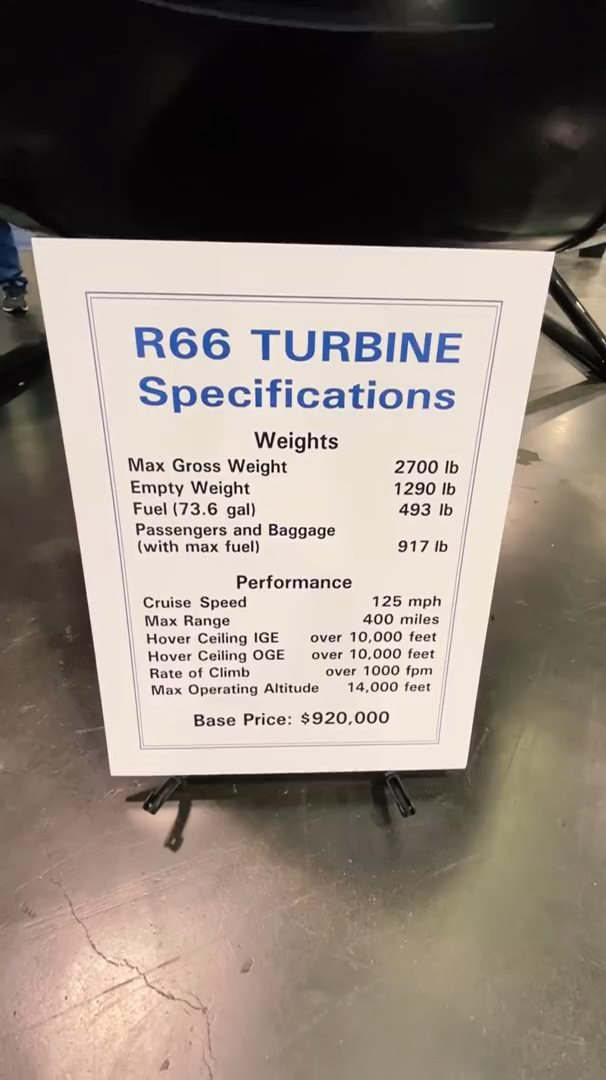 R66 TURBINE
Specifications
Weights
Max Gross Weight 2700 lb
Empty Weight 1290 lb
Fuel (73.6 gal) 493 lb
Passengers and Baggage
(with max fuel) 917 lb
Performance
Cruise Speed 125 mph
Max Range 400 miles
Hover Ceiling IGE over 10,000 feet
Hover Ceiling OGE over 10,000 feet
Rate of Climb over 1000 fpm
Max Operating Altitude 14,000 feet
Base Price: $920,000